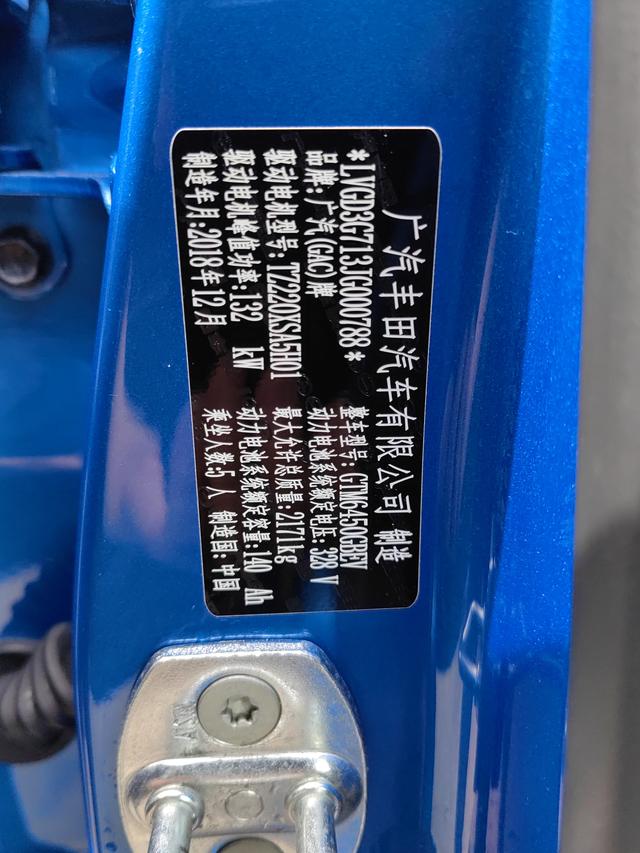 广汽丰田汽车有限公司 制造
*LVGD3G713JG000788*
品牌:广汽(GAC)牌 整车型号:GTM6450GBEV
驱动电机型号:TZ220XSA5H01 动力电池系统额定电压:328 V
驱动电机峰值功率:132 kW 最大允许总质量:2171kg
制造年月:2018年12月 动力电池系统额定容量:140 Ah
乘坐人数:5 人 制造国:中国